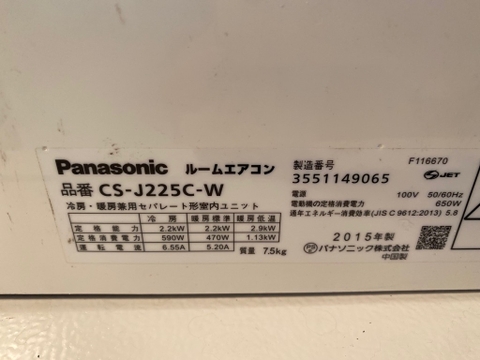 Panasonic ルームエアコン
品番 CS-J225C-W
冷房・暖房兼用セパレート形室内ユニット
冷房 暖房標準 暖房低温
定格能力 2.2kW 2.2kW 2.9kW
定格消費電力 590W 470W 1.13kW
運転電流 6.55A 5.20A
質量 7.5kg
製造番号 F116670
3551149065 JET
電源 100V 50/60Hz
電動機の定格消費電力 650W
通年エネルギー消費効率(JIS C 9612:2013) 5.8
2015年製
PS E パナソニック株式会社
中国製